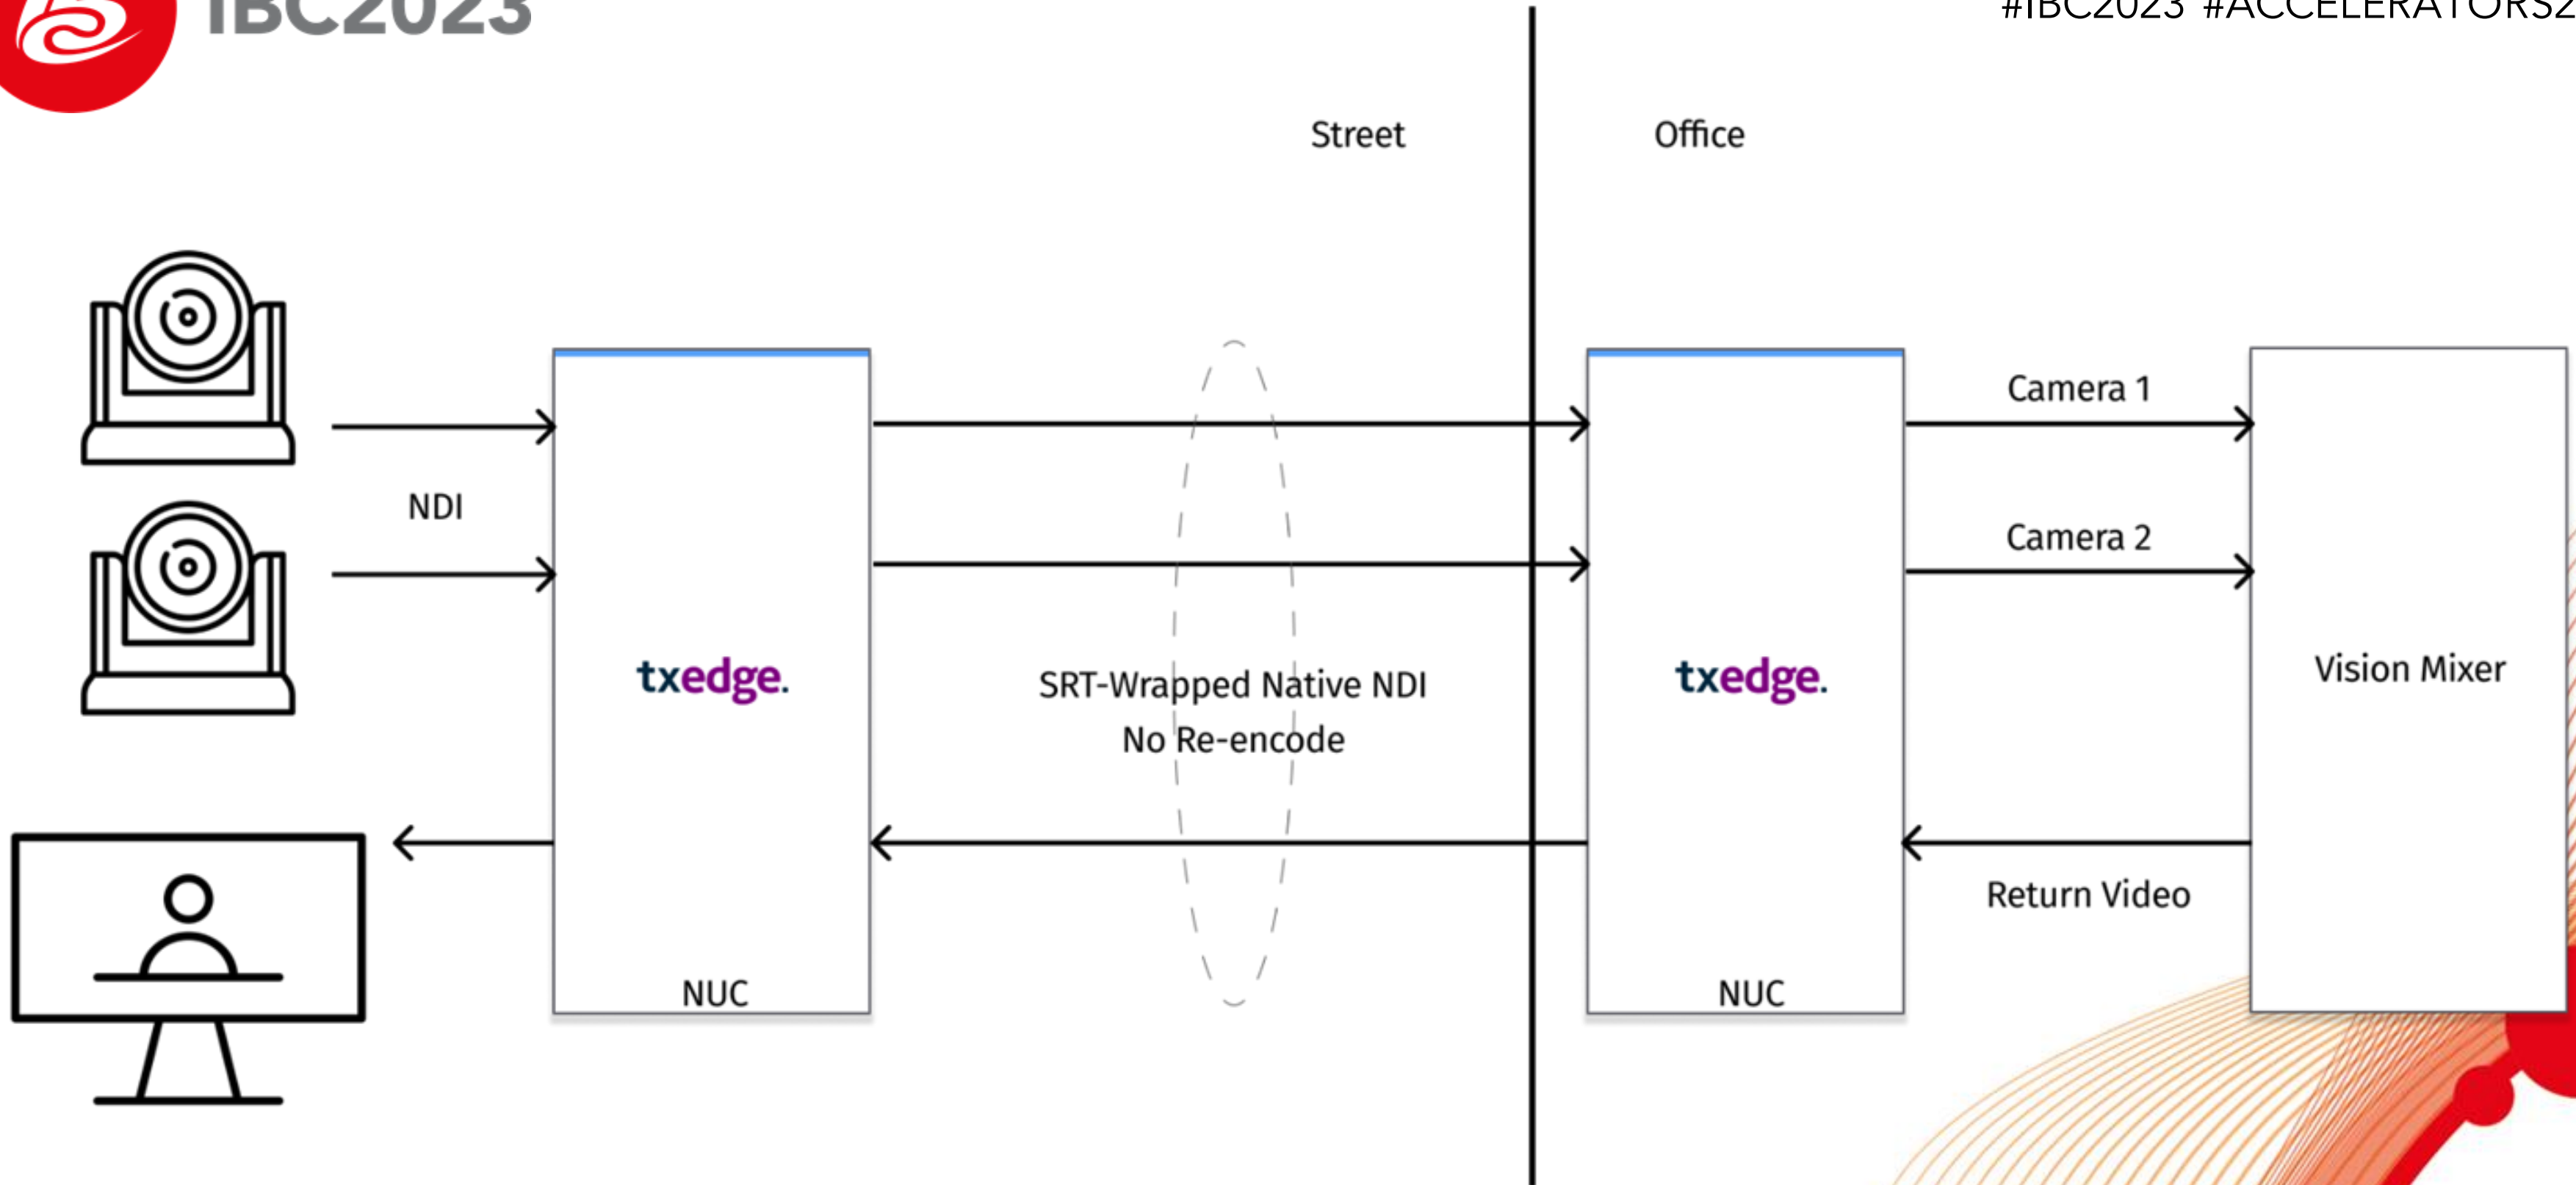 IBC2023
#IBC2023 #ACCELERATORS2
Street
Office
NDI
txedge.
NUC
SRT-Wrapped Native NDI
No Re-encode
txedge.
NUC
Camera 1
Camera 2
Return Video
Vision Mixer